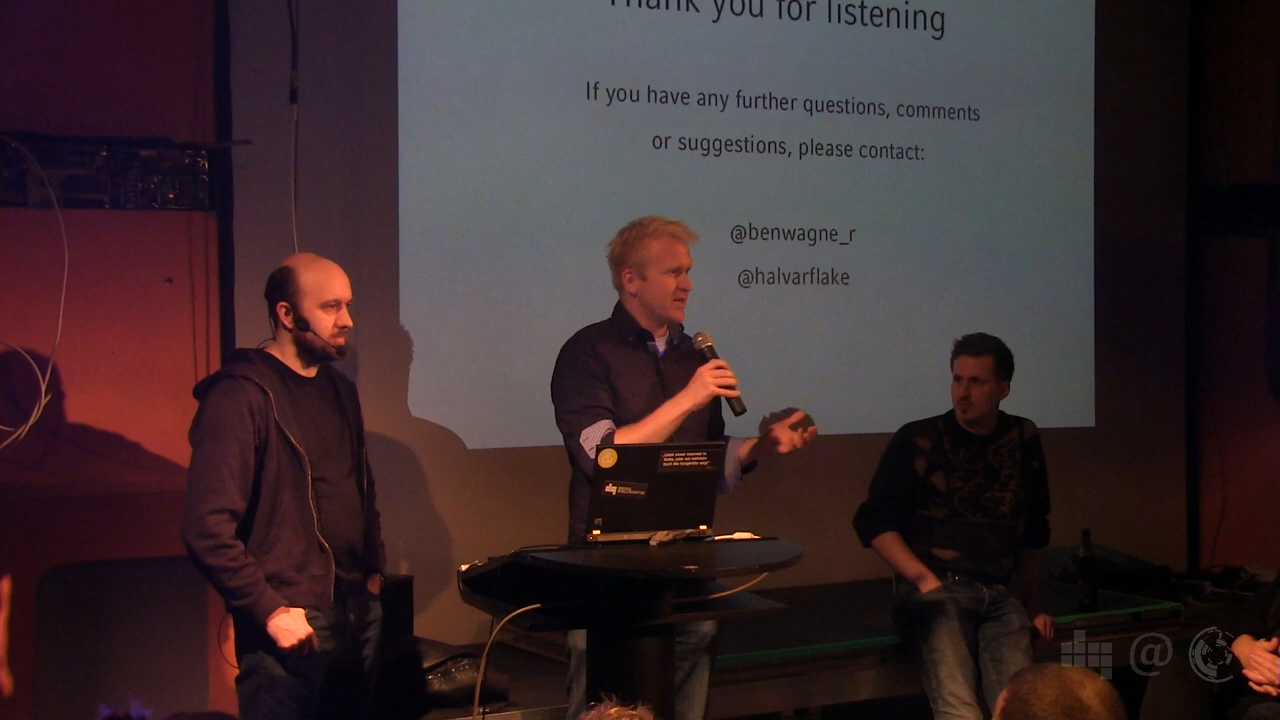 Thank you for listening
If you have any further questions, comments
or suggestions, please contact:
@benwagne_r
@halvarflake
@